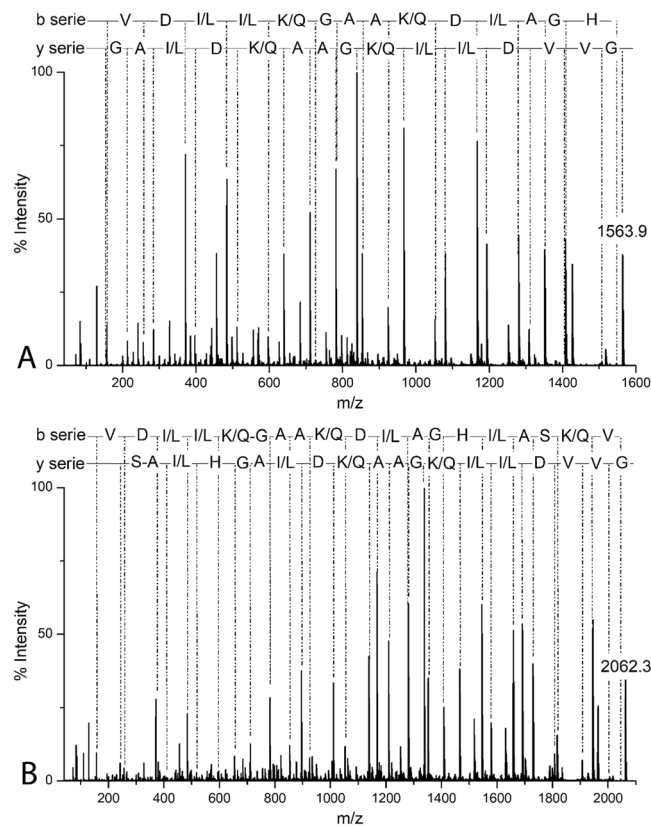 b serie V D I/L I/L K/Q G A A K/Q D I/L A G H
y serie G A I/L D K/Q A A G K/Q I/L I/L D V V G
100
50
0
% Intensity
1563.9
A
200 400 600 800 1000 1200 1400 1600
m/z
b serie V D I/L I/L K/Q-G A A K/Q D I/L A G H I/L A S K/Q V
y serie S A I/L H G A I/L D K/Q A A G K/Q I/L I/L D V V G
100
50
0
% Intensity
2062.3
B
200 400 600 800 1000 1200 1400 1600 1800 2000
m/z